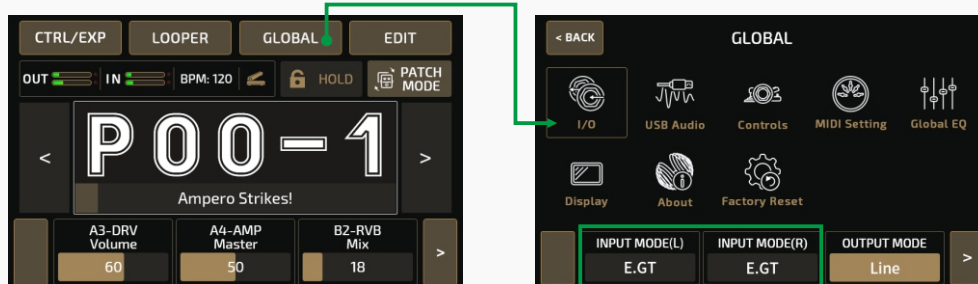 CTRL/EXP LOOPER GLOBAL EDIT
OUT IN BPM: 120 HOLD PATCH MODE
< P00-1 >
Ampero Strikes!
A3-DRV Volume A4-AMP Master B2-RVB Mix >
60 50 18
< BACK GLOBAL
I/O USB Audio Controls MIDI Setting Global EQ
Display About Factory Reset
INPUT MODE(L) INPUT MODE(R) OUTPUT MODE >
E.GT E.GT Line